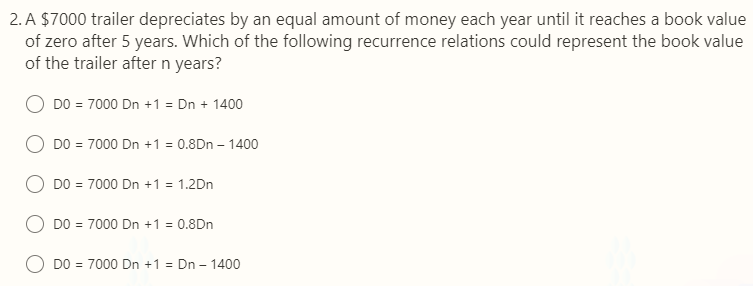 2. A $7000 trailer depreciates by an equal amount of money each year until it reaches a book value
of zero after 5 years. Which of the following recurrence relations could represent the book value
of the trailer after n years?
D0 = 7000 Dn +1 = Dn + 1400
D0 = 7000 Dn +1 = 0.8Dn – 1400
D0 = 7000 Dn +1 = 1.2Dn
D0 = 7000 Dn +1 = 0.8Dn
D0 = 7000 Dn +1 = Dn – 1400